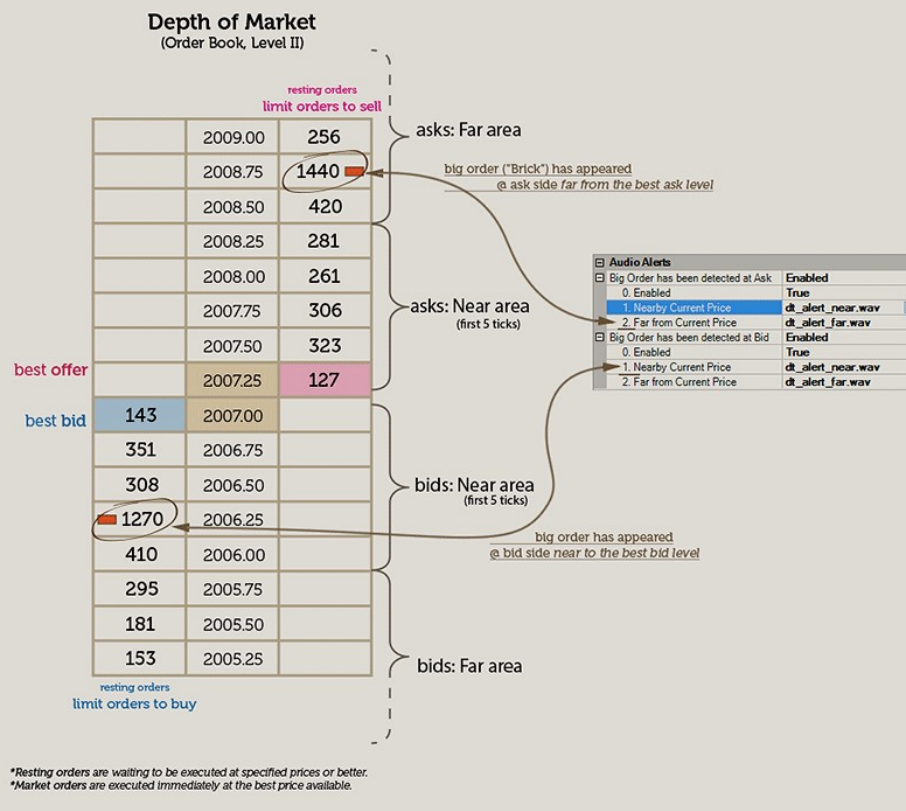 Depth of Market
(Order Book, Level II)
resting orders
limit orders to sell
2009.00 256
2008.75 1440
2008.50 420
2008.25 281
2008.00 261
2007.75 306
2007.50 323
best offer 2007.25 127
best bid 143 2007.00
351 2006.75
308 2006.50
1270 2006.25
410 2006.00
295 2005.75
181 2005.50
153 2005.25
resting orders
limit orders to buy
asks: Far area
big order ("Brick") has appeared
@ ask side far from the best ask level
asks: Near area
(first 5 ticks)
bids: Near area
(first 5 ticks)
big order has appeared
@ bid side near to the best bid level
bids: Far area
Audio Alerts
Big Order has been detected at Ask Enabled
0. Enabled True
1. Nearby Current Price dt_alert_near.wav
2. Far from Current Price dt_alert_far.wav
Big Order has been detected at Bid Enabled
0. Enabled True
1. Nearby Current Price dt_alert_near.wav
2. Far from Current Price dt_alert_far.wav
*Resting orders are waiting to be executed at specified prices or better.
*Market orders are executed immediately at the best price available.